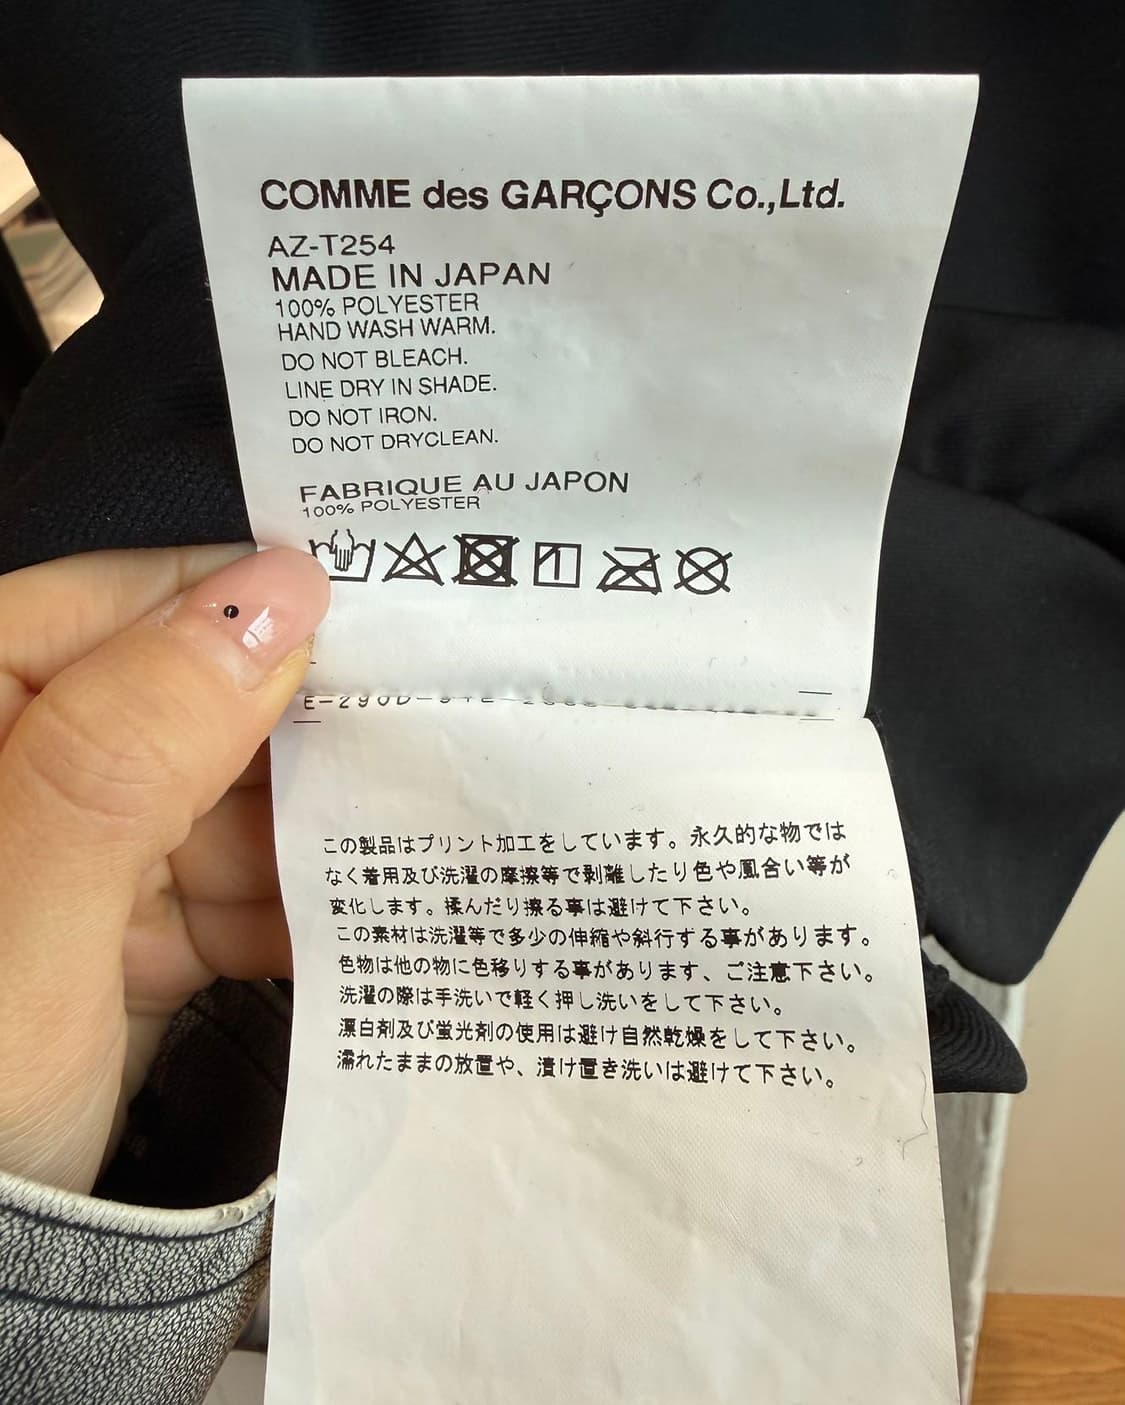 COMME des GARÇONS Co.,Ltd.
AZ-T254
MADE IN JAPAN
100% POLYESTER
HAND WASH WARM.
DO NOT BLEACH.
LINE DRY IN SHADE.
DO NOT IRON.
DO NOT DRYCLEAN.
FABRIQUE AU JAPON
100% POLYESTER
この製品はプリント加工をしています。永久的な物では
なく着用及び洗濯の摩擦等で剥離したり色や風合い等が
変化します。揉んだり擦る事は避けて下さい。
この素材は洗濯等で多少の伸縮や斜行する事があります。
色物は他の物に色移りする事があります、ご注意下さい。
洗濯の際は手洗いで軽く押し洗いをして下さい。
漂白剤及び蛍光剤の使用は避け自然乾燥をして下さい。
濡れたままの放置や、漬け置き洗いは避けて下さい。